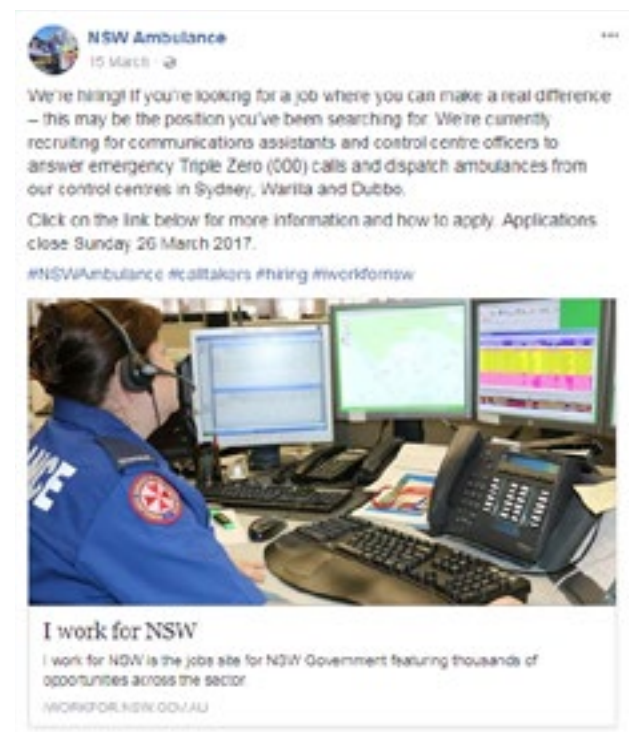 NSW Ambulance
15 March
We're hiring! If you're looking for a job where you can make a real difference
– this may be the position you've been searching for. We're currently
recruiting for communications assistants and control centre officers to
answer emergency Triple Zero (000) calls and dispatch ambulances from
our control centres in Sydney, Warilla and Dubbo.
Click on the link below for more information and how to apply. Applications
close Sunday 26 March 2017.
#NSWAmbulance #calltakers #hiring #iworkfornsw
NCE
I work for NSW
I work for NSW is the jobs site for NSW Government featuring thousands of
opportunities across the sector
IWORKFOR.NSW.GOV.AU